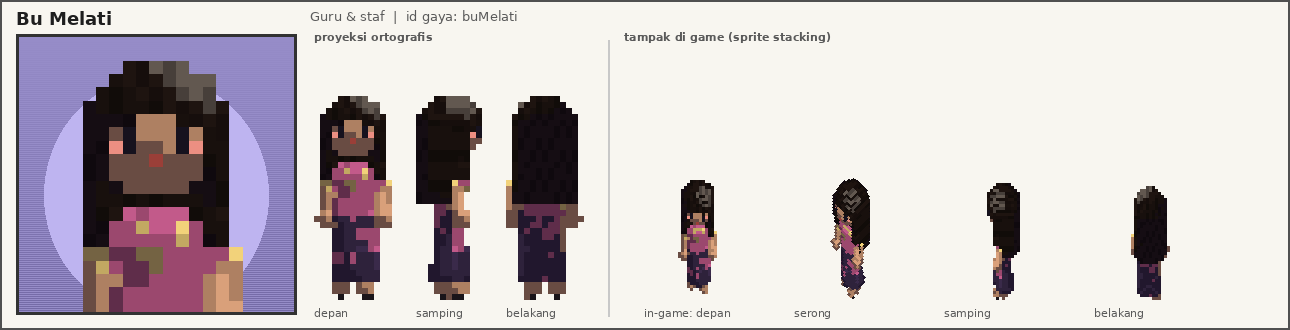 Bu Melati
Guru & staf | id gaya: buMelati
proyeksi ortografis
tampak di game (sprite stacking)
depan
samping
belakang
in-game: depan
serong
samping
belakang